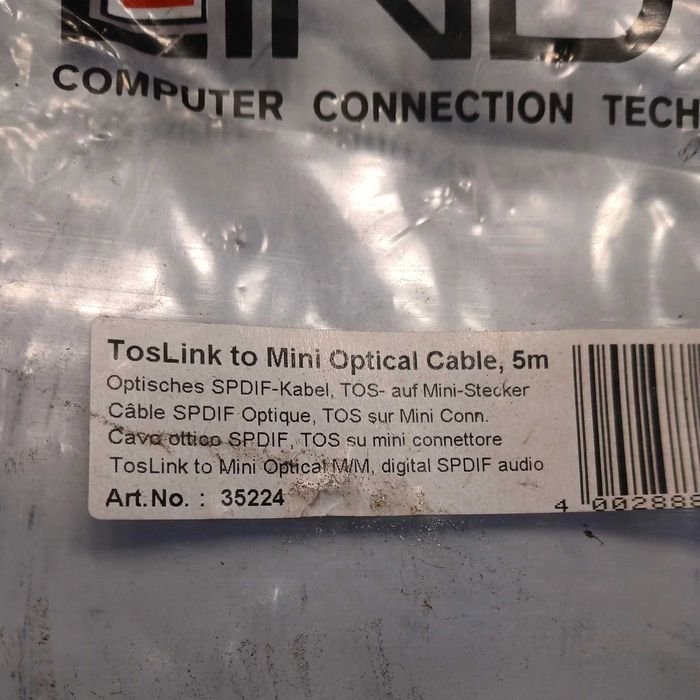 LINDY
COMPUTER CONNECTION TECH
TosLink to Mini Optical Cable, 5m
Optisches SPDIF-Kabel, TOS- auf Mini-Stecker
Câble SPDIF Optique, TOS sur Mini Conn.
Cavo ottico SPDIF, TOS su mini connettore
TosLink to Mini Optical M/M, digital SPDIF audio
Art.No. : 35224
4 002888